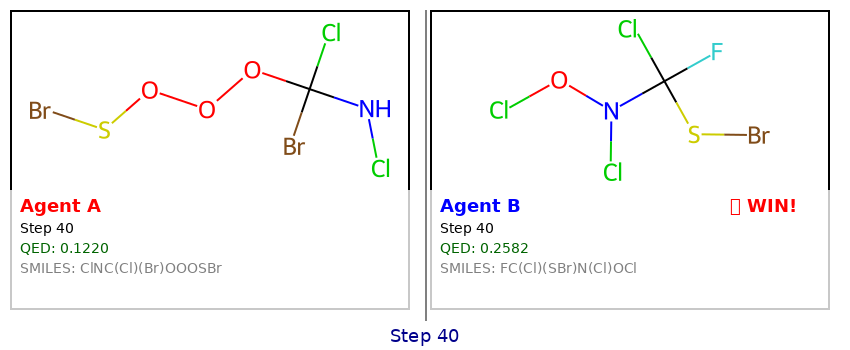 Cl
Br
S
O
O
O
Br
NH
Cl
Agent A
Step 40
QED: 0.1220
SMILES: ClNC(Cl)(Br)OOOSBr
Cl
F
O
Cl
N
S
Br
Cl
Agent B
▯ WIN!
Step 40
QED: 0.2582
SMILES: FC(Cl)(SBr)N(Cl)OCl
Step 40